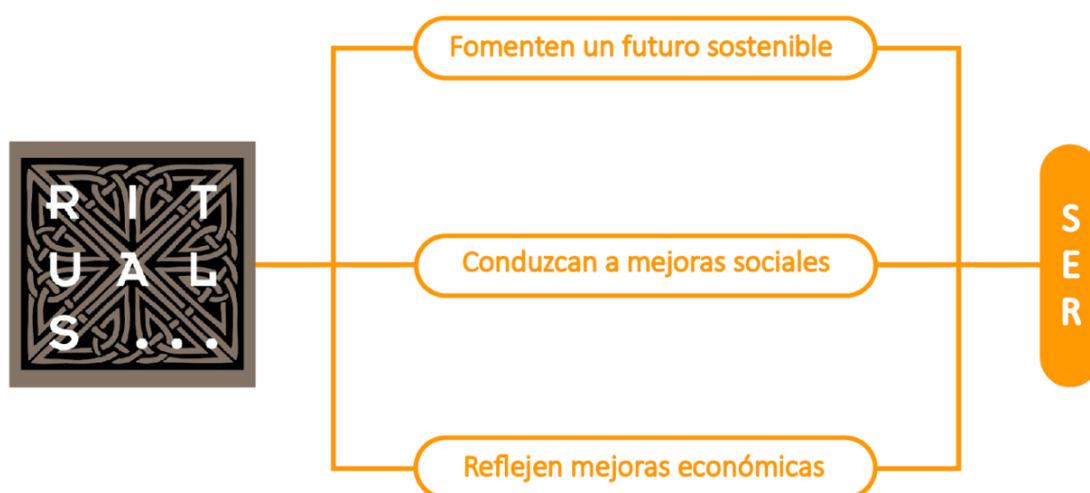 Fomenten un futuro sostenible
R I T
U A L
S ...
Conduzcan a mejoras sociales
S
E
R
Reflejen mejoras económicas